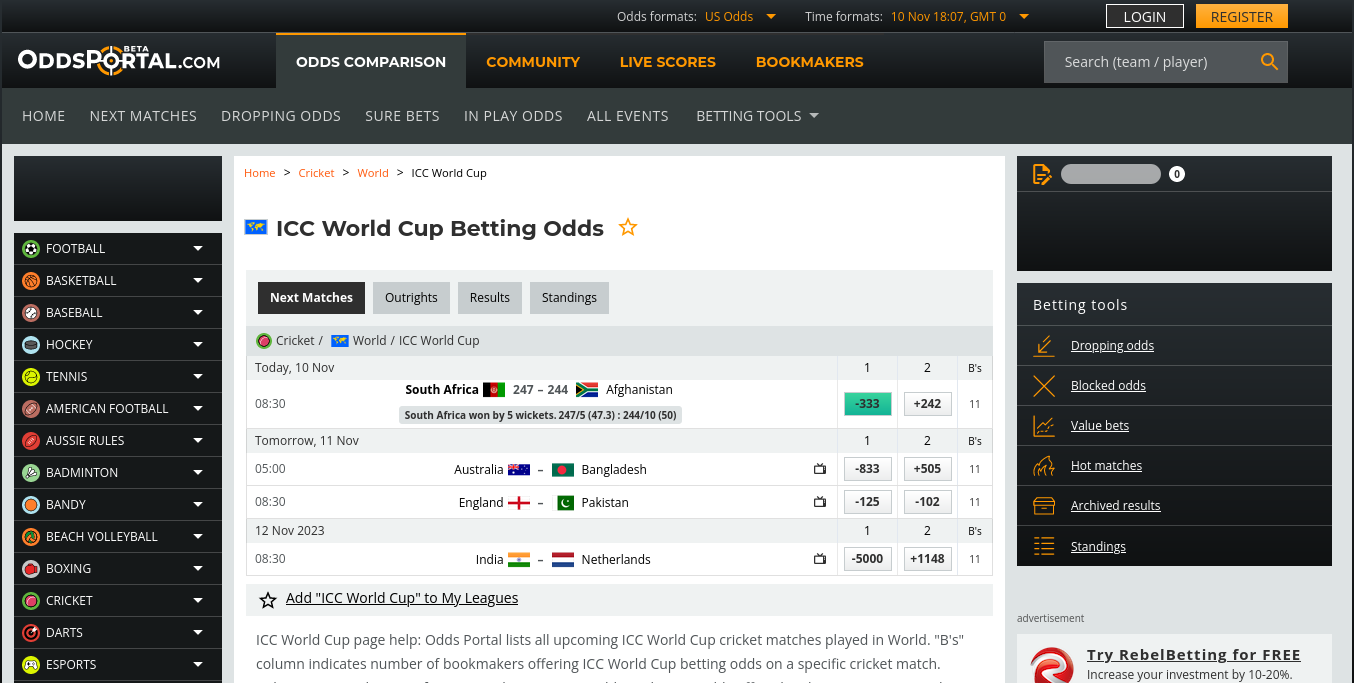 Odds formats: US Odds Time formats: 10 Nov 18:07, GMT 0 LOGIN REGISTER
ODDSPORTAL.COM BETA
ODDS COMPARISON COMMUNITY LIVE SCORES BOOKMAKERS Search (team / player)
HOME NEXT MATCHES DROPPING ODDS SURE BETS IN PLAY ODDS ALL EVENTS BETTING TOOLS
FOOTBALL
BASKETBALL
BASEBALL
HOCKEY
TENNIS
AMERICAN FOOTBALL
AUSSIE RULES
BADMINTON
BANDY
BEACH VOLLEYBALL
BOXING
CRICKET
DARTS
ESPORTS
Home > Cricket > World > ICC World Cup
ICC World Cup Betting Odds
Next Matches Outrights Results Standings
Cricket / World / ICC World Cup
Today, 10 Nov 1 2 B's
08:30 South Africa 247 – 244 Afghanistan -333 +242 11
South Africa won by 5 wickets. 247/5 (47.3) : 244/10 (50)
Tomorrow, 11 Nov 1 2 B's
05:00 Australia – Bangladesh -833 +505 11
08:30 England – Pakistan -125 -102 11
12 Nov 2023 1 2 B's
08:30 India – Netherlands -5000 +1148 11
Add "ICC World Cup" to My Leagues
ICC World Cup page help: Odds Portal lists all upcoming ICC World Cup cricket matches played in World. "B's"
column indicates number of bookmakers offering ICC World Cup betting odds on a specific cricket match.
0
Betting tools
Dropping odds
Blocked odds
Value bets
Hot matches
Archived results
Standings
advertisement
Try RebelBetting for FREE
Increase your investment by 10-20%.